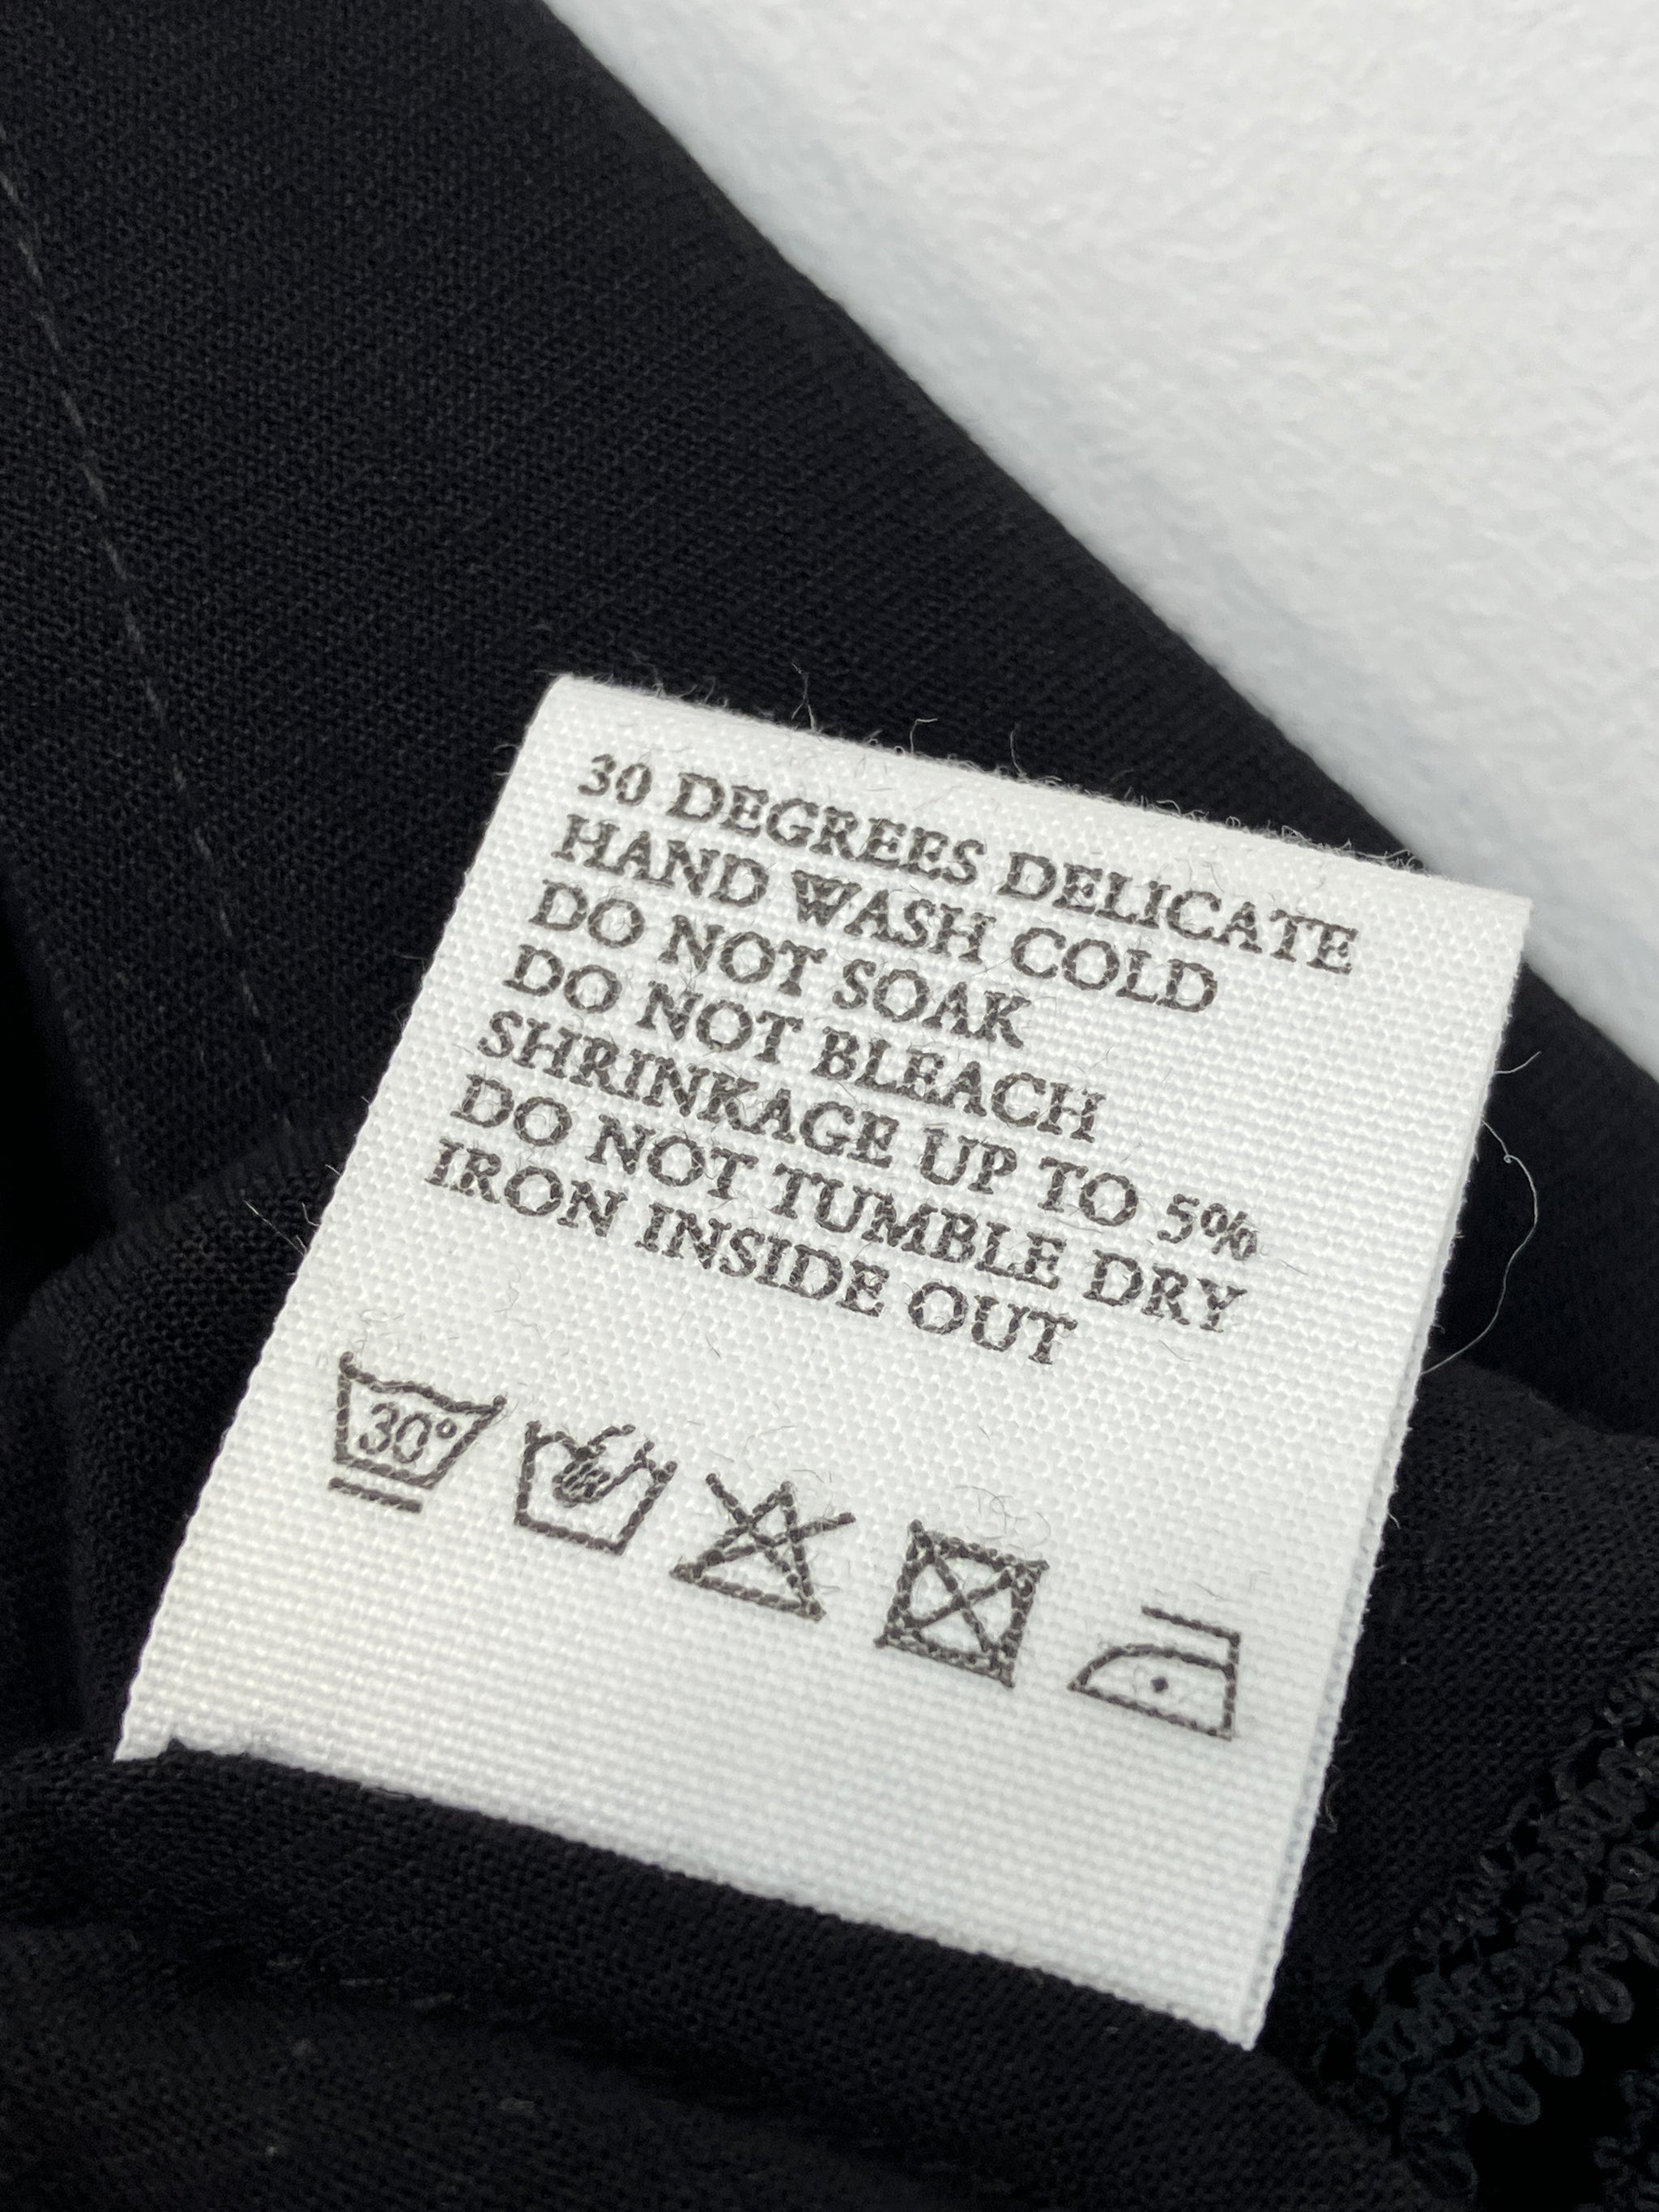 30 DEGREES DELICATE
HAND WASH COLD
DO NOT SOAK
DO NOT BLEACH
SHRINKAGE UP TO 5%
DO NOT TUMBLE DRY
IRON INSIDE OUT
30°